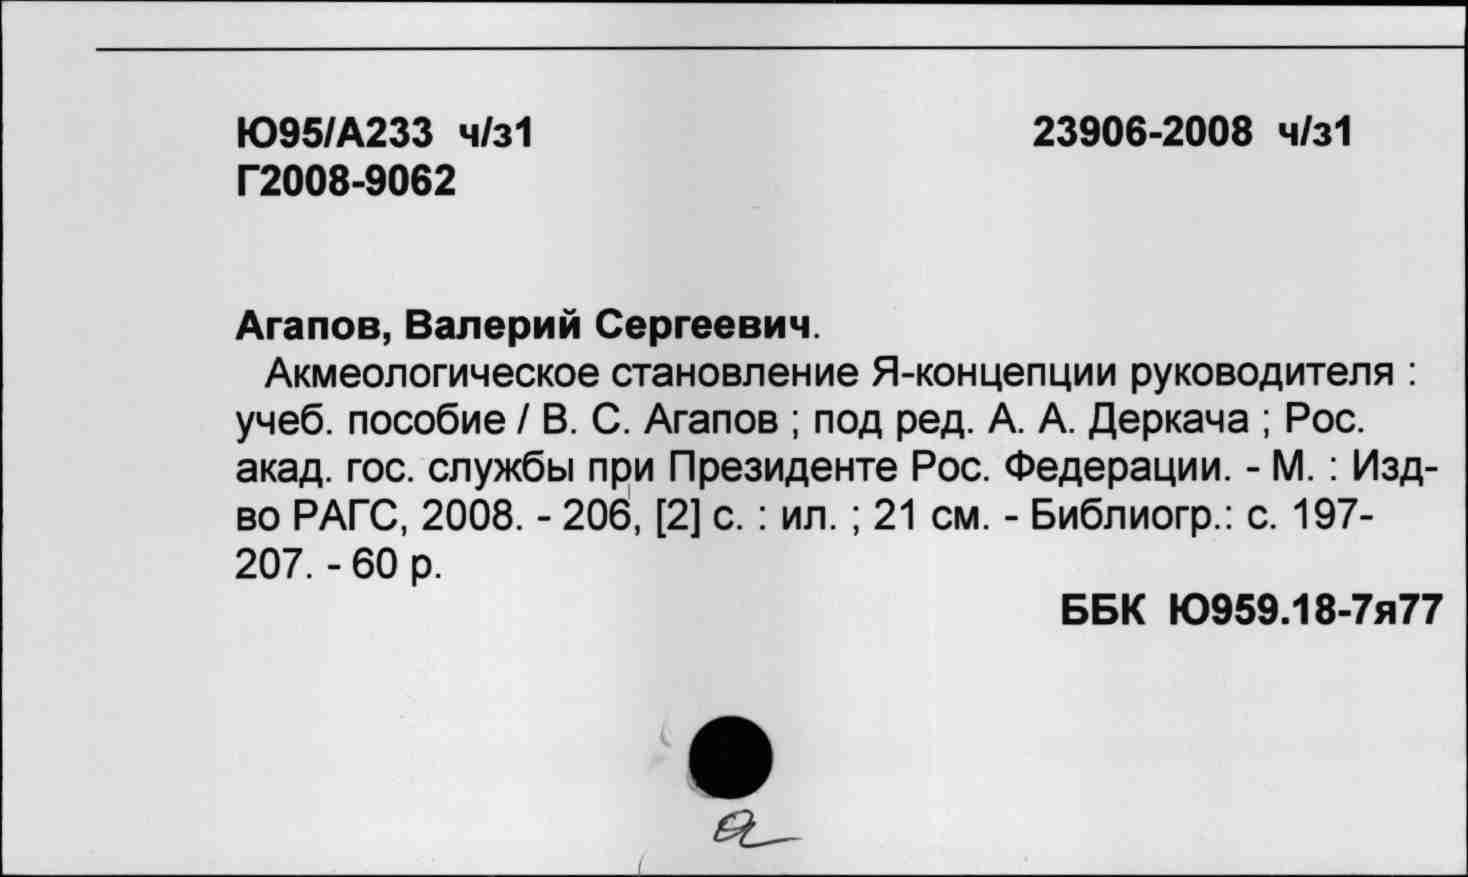 Ю95/А233 ч/з1 23906-2008 ч/з1
Г2008-9062
Агапов, Валерий Сергеевич.
Акмеологическое становление Я-концепции руководителя :
учеб. пособие / В. С. Агапов ; под ред. А. А. Деркача ; Рос.
акад. гос. службы при Президенте Рос. Федерации. - М. : Изд-
во РАГС, 2008. - 206, [2] с. : ил. ; 21 см. - Библиогр.: с. 197-
207. - 60 р.
ББК Ю959.18-7я77